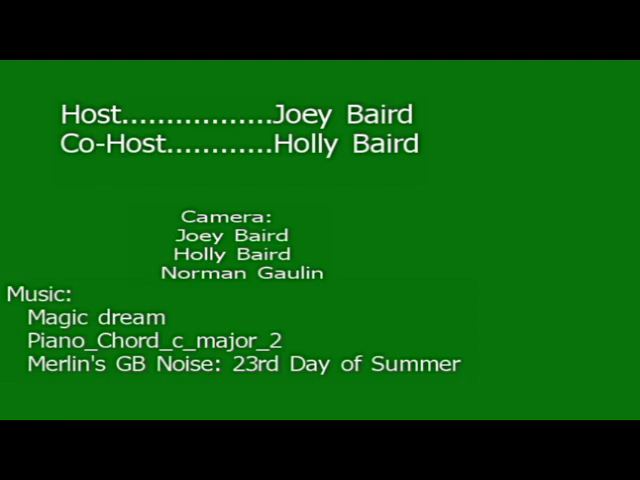 Host.................Joey Baird
Co-Host............Holly Baird
Camera:
Joey Baird
Holly Baird
Norman Gaulin
Music:
Magic dream
Piano_Chord_c_major_2
Merlin's GB Noise: 23rd Day of Summer